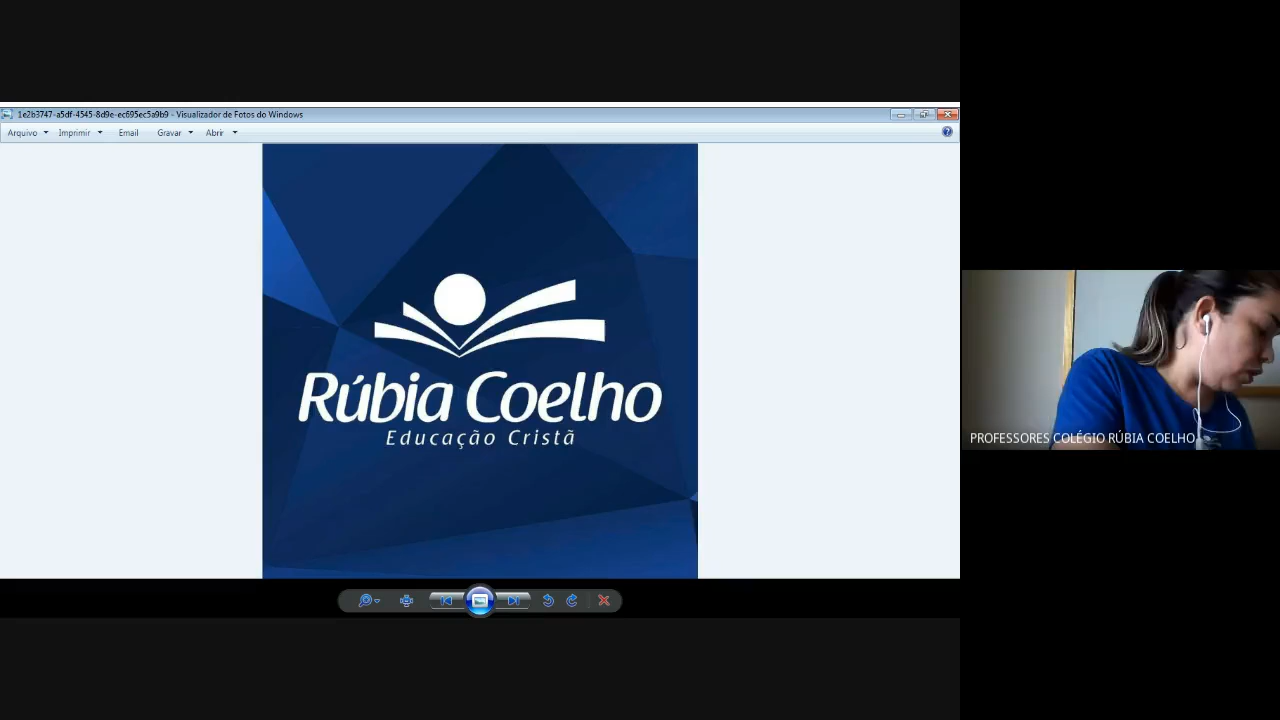 1e2b3747-a5df-4545-8d9e-ec695ec5a9b9 - Visualizador de Fotos do Windows
Arquivo Imprimir Email Gravar Abrir
Rúbia Coelho
Educação Cristã
PROFESSORES COLÉGIO RÚBIA COELHO